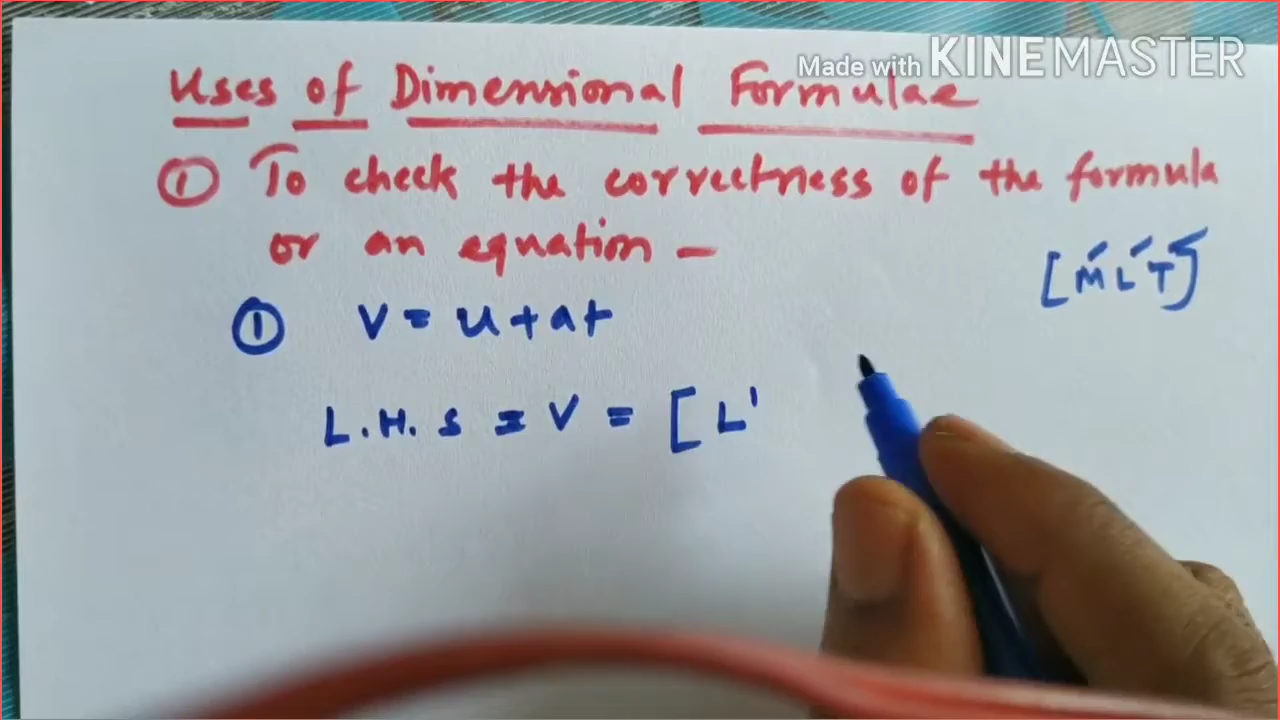 Made with KINEMASTER
Uses of Dimensional Formulae
① To check the correctness of the formula
or an equation –
[M L T]
① V = u + at
L.H.S = V = [L¹